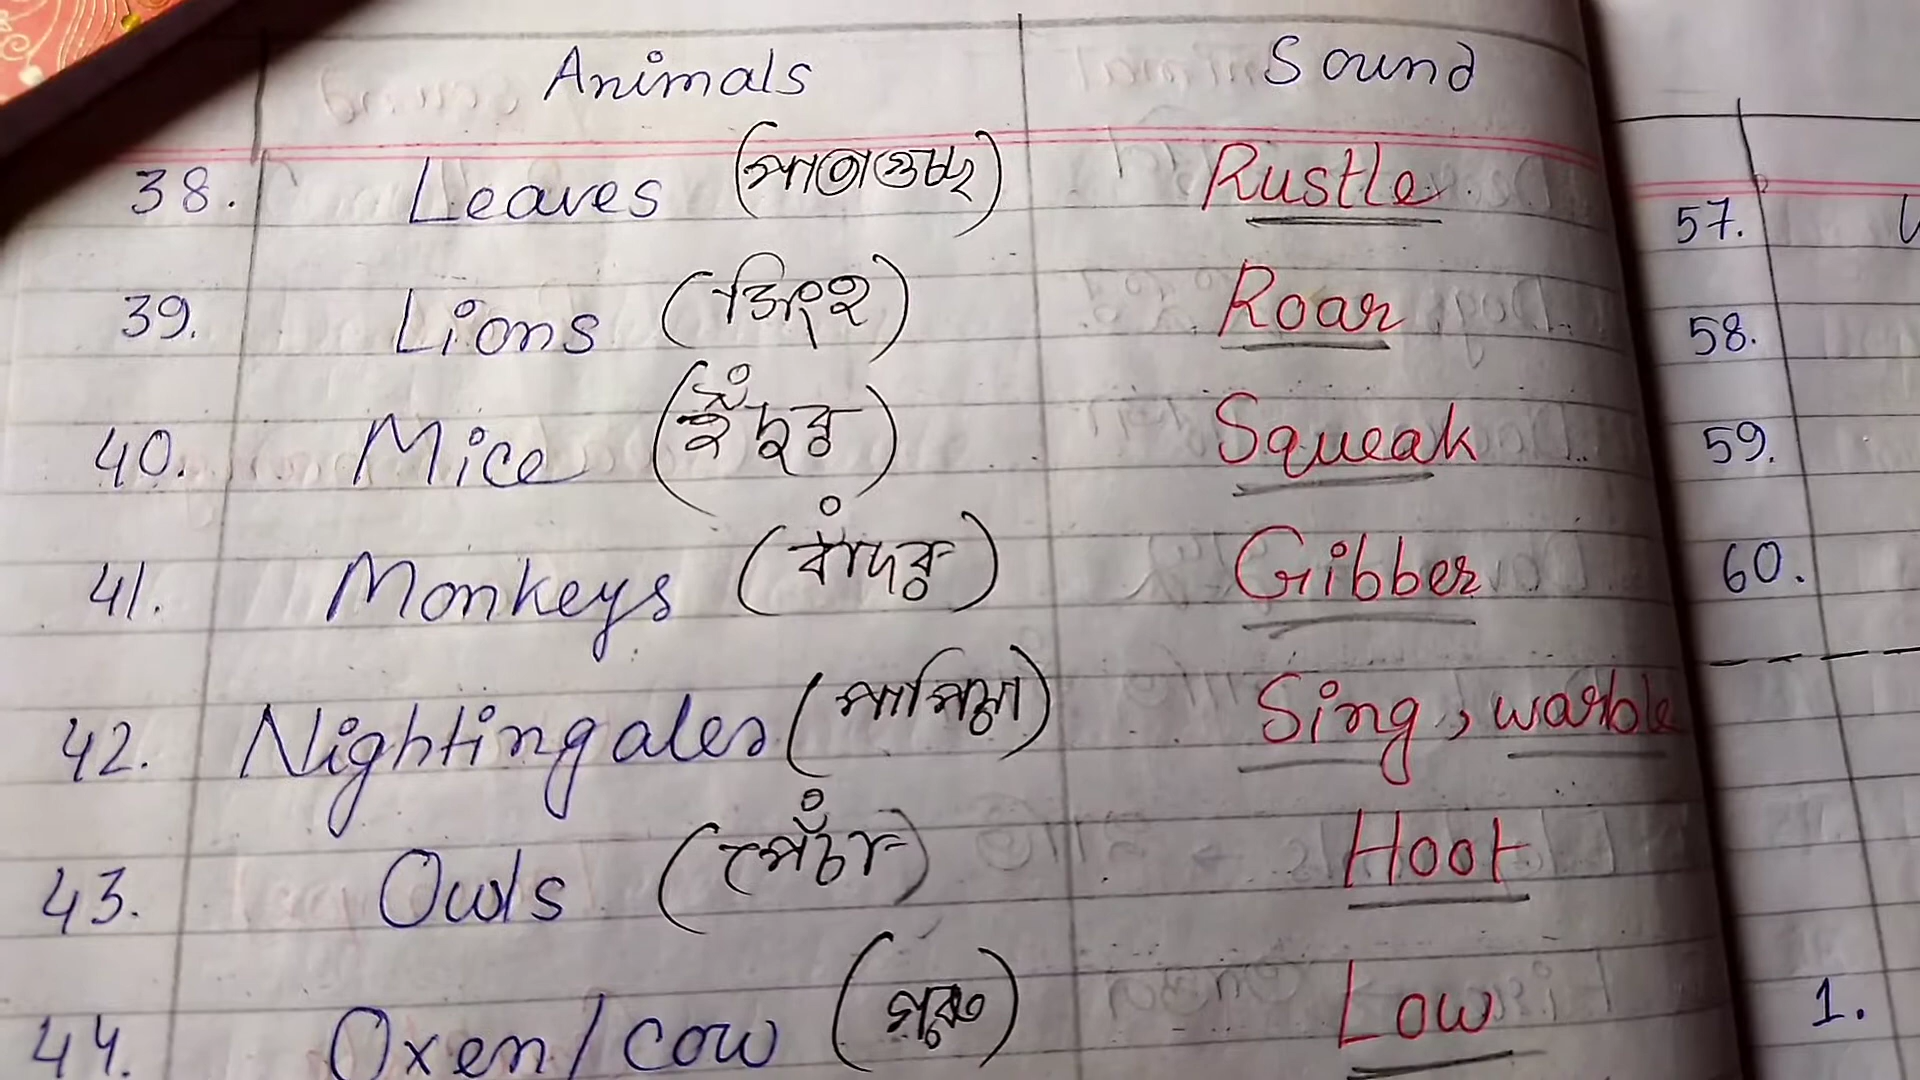 Animals Sound
38. Leaves (পাতাগুচ্ছ) Rustle
39. Lions (সিংহ) Roar
40. Mice (ইঁদুর) Squeak
41. Monkeys (বাঁদর) Gibber
42. Nightingales (পাপিয়া) Sing, warble
43. Owls (পেঁচা) Hoot
44. Oxen/cow (গরু) Low
57.
58.
59.
60.
1.